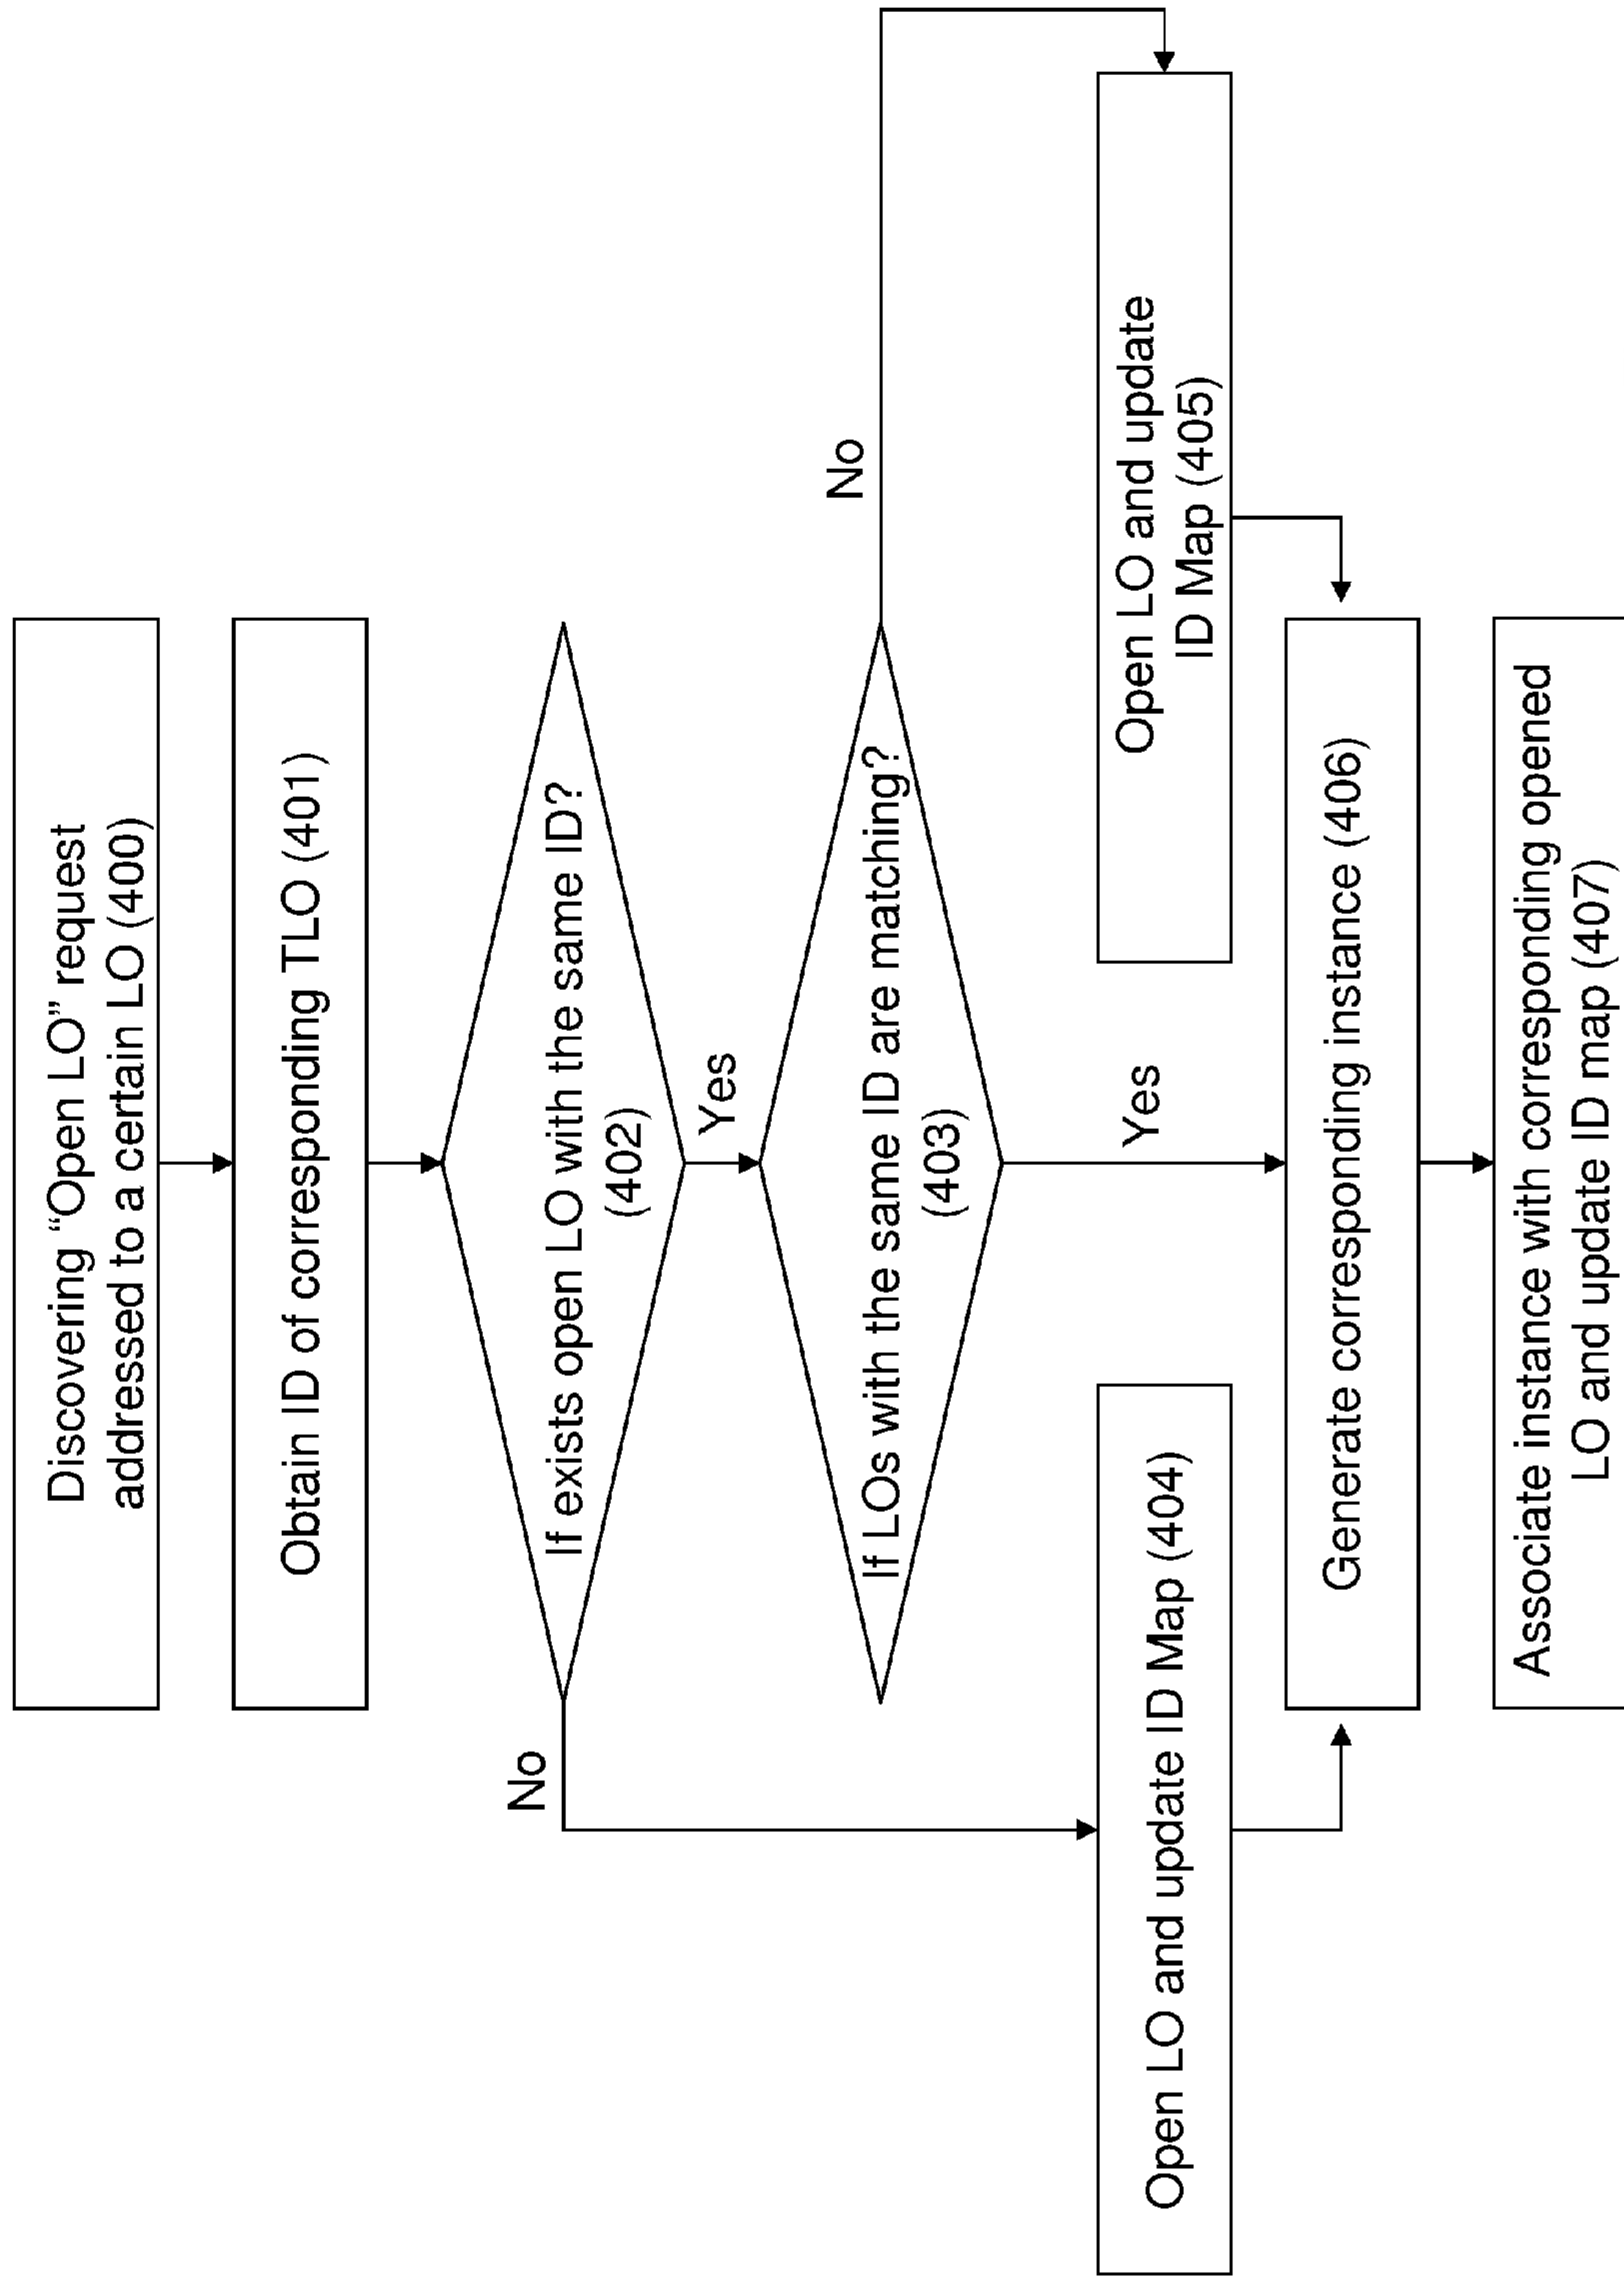 Discovering “Open LO” request
addressed to a certain LO (400)
Obtain ID of corresponding TLO (401)
If exists open LO with the same ID?
(402)
No
Yes
If LOs with the same ID are matching?
(403)
No
Yes
Open LO and update ID Map (404)
Open LO and update
ID Map (405)
Generate corresponding instance (406)
Associate instance with corresponding opened
LO and update ID map (407)